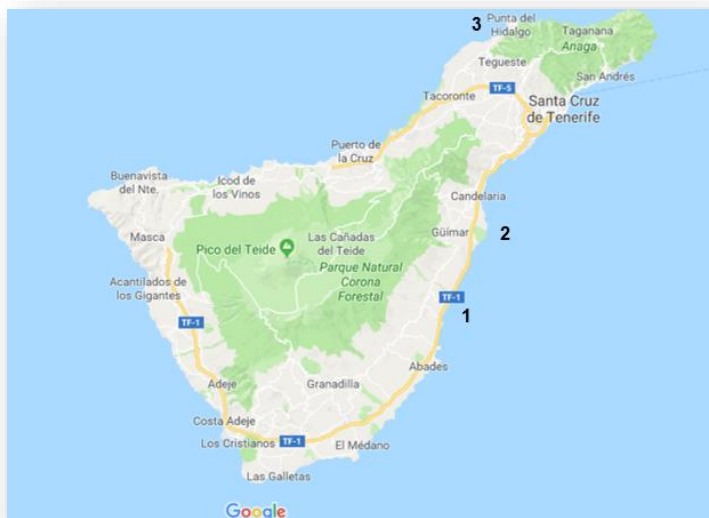 3
Punta del
Hidalgo
Taganana
Anaga
Tegueste
San Andrés
TF-5
Tacoronte
Santa Cruz
de Tenerife
Puerto de
la Cruz
Buenavista
del Nte.
Icod de
los Vinos
Candelaria
Masca
Pico del Teide
Las Cañadas
del Teide
Güímar
2
Parque Natural
Corona
Forestal
Acantilados de
los Gigantes
TF-1
1
TF-1
Abades
Adeje
Granadilla
Costa Adeje
Los Cristianos
TF-1
El Médano
Las Galletas
Google